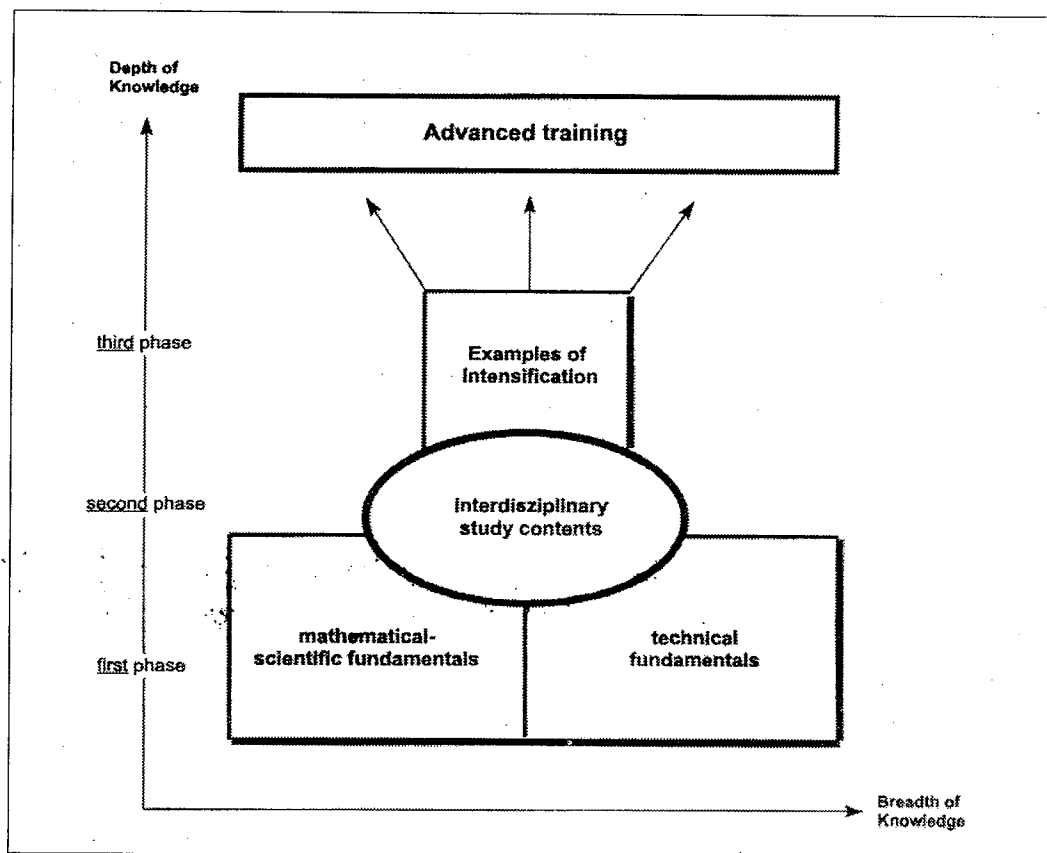 Depth of
Knowledge
Advanced training
third phase
Examples of
Intensification
second phase
interdisziplinary
study contents
mathematical-
scientific fundamentals
technical
fundamentals
first phase
Breadth of
Knowledge